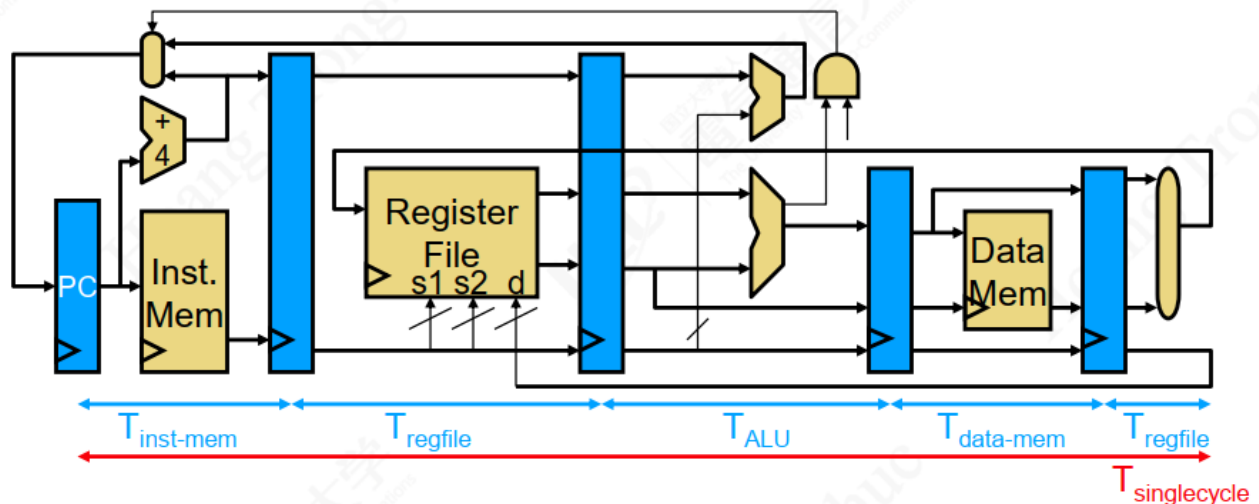 +
4
PC
Inst.
Mem
Register
File
s1 s2 d
Data
Mem
T inst-mem
T regfile
T ALU
T data-mem
T regfile
T singlecycle